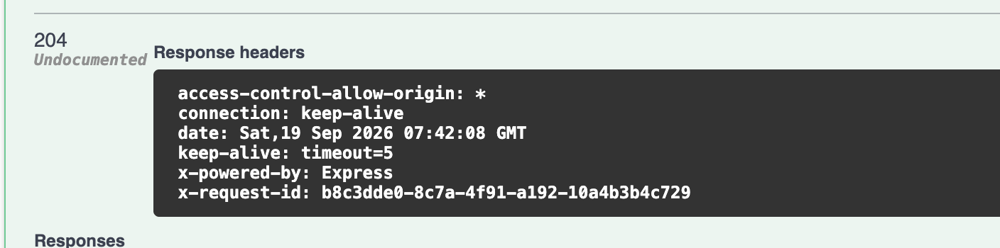 204
Undocumented
Response headers
access-control-allow-origin: *
connection: keep-alive
date: Sat,19 Sep 2026 07:42:08 GMT
keep-alive: timeout=5
x-powered-by: Express
x-request-id: b8c3dde0-8c7a-4f91-a192-10a4b3b4c729
Responses